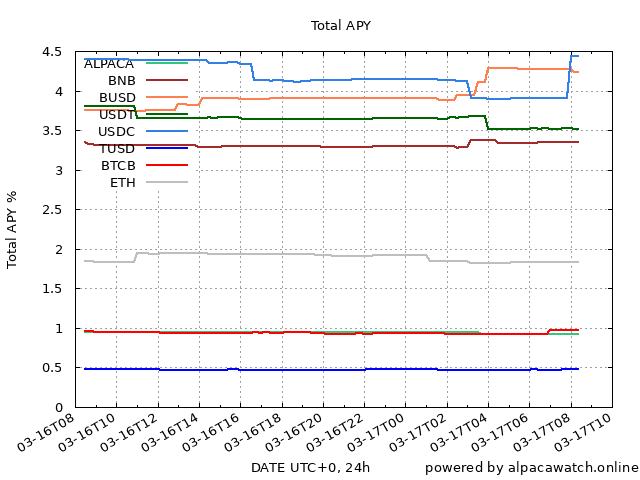 Total APY
Total APY %
4.5
4
3.5
3
2.5
2
1.5
1
0.5
0
ALPACA
BNB
BUSD
USDT
USDC
TUSD
BTCB
ETH
03-16T08
03-16T10
03-16T12
03-16T14
03-16T16
03-16T18
03-16T20
03-16T22
03-17T00
03-17T02
03-17T04
03-17T06
03-17T08
03-17T10
DATE UTC+0, 24h
powered by alpacawatch.online